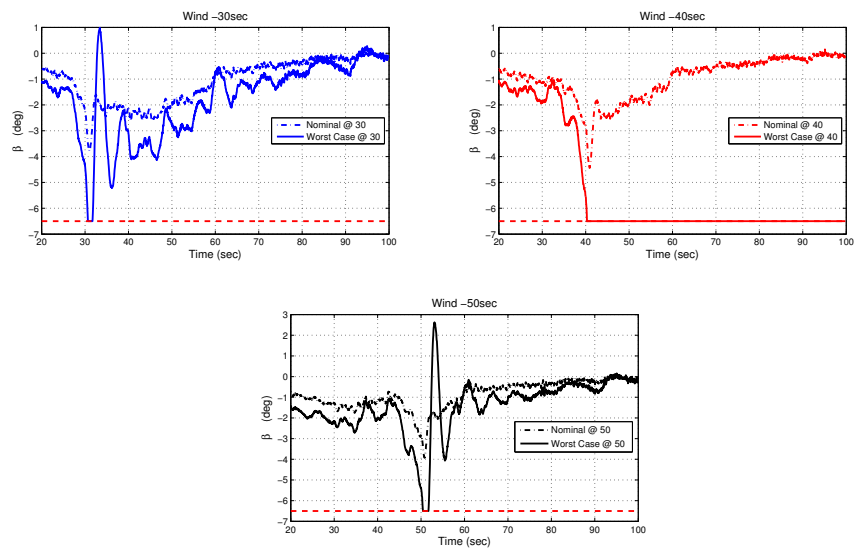 Wind −30sec
1
0
−1
−2
−3
−4
−5
−6
−7
β (deg)
Nominal @ 30
Worst Case @ 30
20 30 40 50 60 70 80 90 100
Time (sec)
Wind −40sec
1
0
−1
−2
−3
−4
−5
−6
−7
β (deg)
Nominal @ 40
Worst Case @ 40
20 30 40 50 60 70 80 90 100
Time (sec)
Wind −50sec
3
2
1
0
−1
−2
−3
−4
−5
−6
−7
β (deg)
Nominal @ 50
Worst Case @ 50
20 30 40 50 60 70 80 90 100
Time (sec)